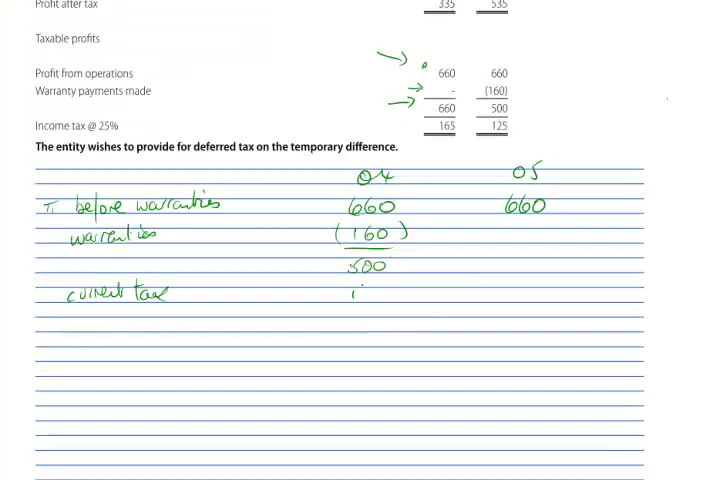 Profit after tax 335 535
Taxable profits
Profit from operations 660 660
Warranty payments made - (160)
660 500
Income tax @ 25% 165 125
The entity wishes to provide for deferred tax on the temporary difference.
04 05
π before warranties 660 660
warranties (160)
500
current tax